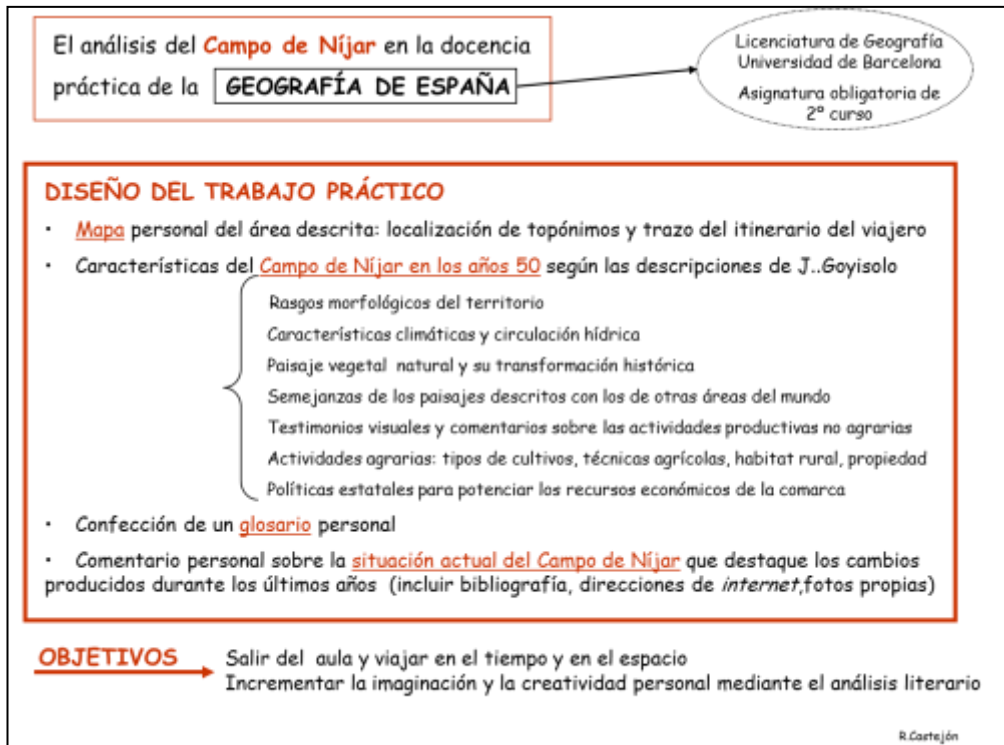 El análisis del Campo de Níjar en la docencia
práctica de la GEOGRAFÍA DE ESPAÑA
Licenciatura de Geografía
Universidad de Barcelona
Asignatura obligatoria de
2º curso
DISEÑO DEL TRABAJO PRÁCTICO
• Mapa personal del área descrita: localización de topónimos y trazo del itinerario del viajero
• Características del Campo de Níjar en los años 50 según las descripciones de J..Goyisolo
Rasgos morfológicos del territorio
Características climáticas y circulación hídrica
Paisaje vegetal natural y su transformación histórica
Semejanzas de los paisajes descritos con los de otras áreas del mundo
Testimonios visuales y comentarios sobre las actividades productivas no agrarias
Actividades agrarias: tipos de cultivos, técnicas agrícolas, habitat rural, propiedad
Políticas estatales para potenciar los recursos económicos de la comarca
• Confección de un glosario personal
• Comentario personal sobre la situación actual del Campo de Níjar que destaque los cambios
producidos durante los últimos años (incluir bibliografía, direcciones de internet,fotos propias)
OBJETIVOS
Salir del aula y viajar en el tiempo y en el espacio
Incrementar la imaginación y la creatividad personal mediante el análisis literario
R.Castejón